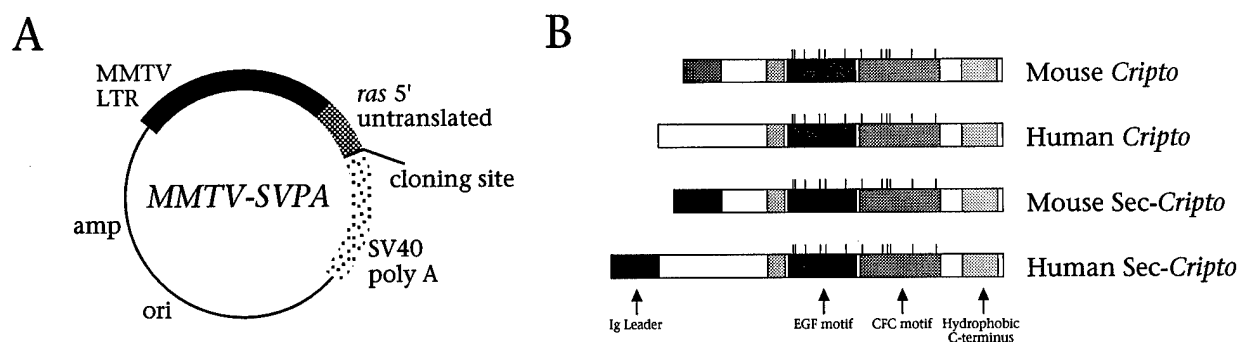 A
MMTV
LTR
ras 5'
untranslated
cloning site
MMTV-SVPA
amp
SV40
poly A
ori
B
Mouse Cripto
Human Cripto
Mouse Sec-Cripto
Human Sec-Cripto
Ig Leader
EGF motif
CFC motif
Hydrophobic
C-terminus